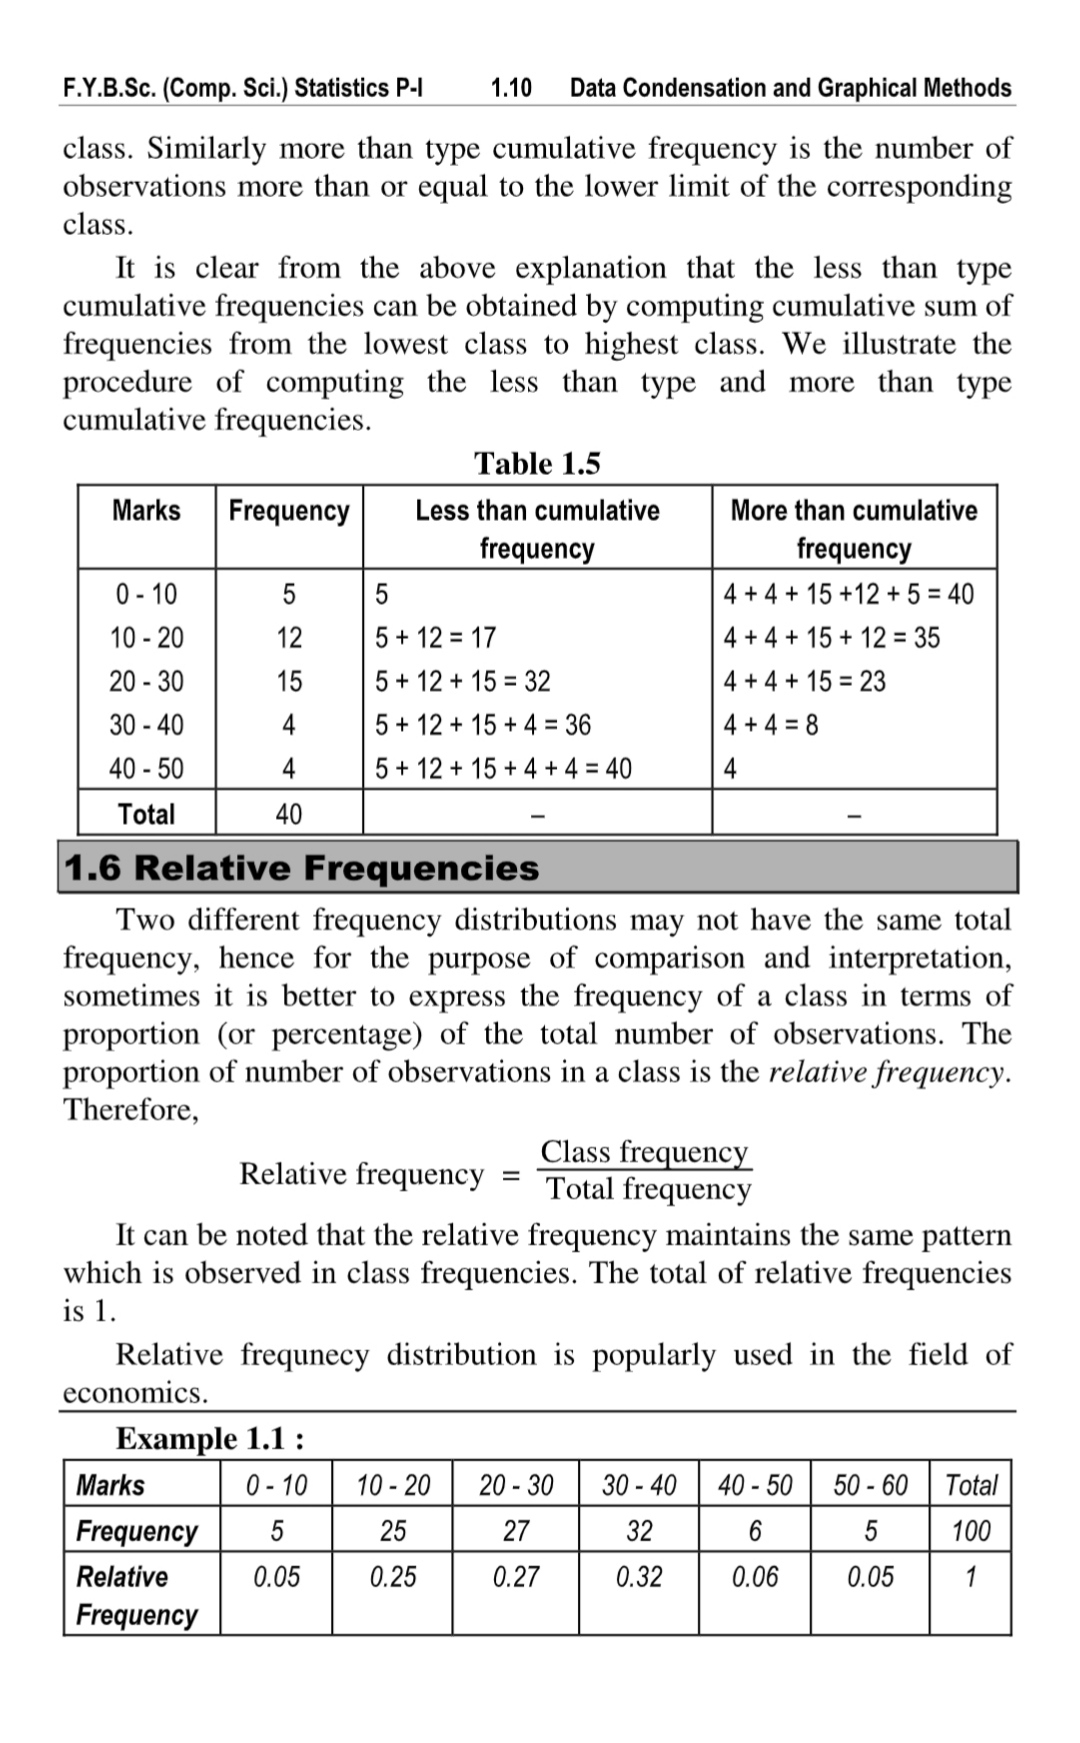 F.Y.B.Sc. (Comp. Sci.) Statistics P-I 1.10 Data Condensation and Graphical Methods
class. Similarly more than type cumulative frequency is the number of
observations more than or equal to the lower limit of the corresponding
class.
It is clear from the above explanation that the less than type
cumulative frequencies can be obtained by computing cumulative sum of
frequencies from the lowest class to highest class. We illustrate the
procedure of computing the less than type and more than type
cumulative frequencies.
Table 1.5
Marks Frequency Less than cumulative More than cumulative
frequency frequency
0 - 10 5 5 4 + 4 + 15 +12 + 5 = 40
10 - 20 12 5 + 12 = 17 4 + 4 + 15 + 12 = 35
20 - 30 15 5 + 12 + 15 = 32 4 + 4 + 15 = 23
30 - 40 4 5 + 12 + 15 + 4 = 36 4 + 4 = 8
40 - 50 4 5 + 12 + 15 + 4 + 4 = 40 4
Total 40 – –
1.6 Relative Frequencies
Two different frequency distributions may not have the same total
frequency, hence for the purpose of comparison and interpretation,
sometimes it is better to express the frequency of a class in terms of
proportion (or percentage) of the total number of observations. The
proportion of number of observations in a class is the relative frequency.
Therefore,
Class frequency
Relative frequency =
Total frequency
It can be noted that the relative frequency maintains the same pattern
which is observed in class frequencies. The total of relative frequencies
is 1.
Relative frequnecy distribution is popularly used in the field of
economics.
Example 1.1 :
Marks 0 - 10 10 - 20 20 - 30 30 - 40 40 - 50 50 - 60 Total
Frequency 5 25 27 32 6 5 100
Relative 0.05 0.25 0.27 0.32 0.06 0.05 1
Frequency